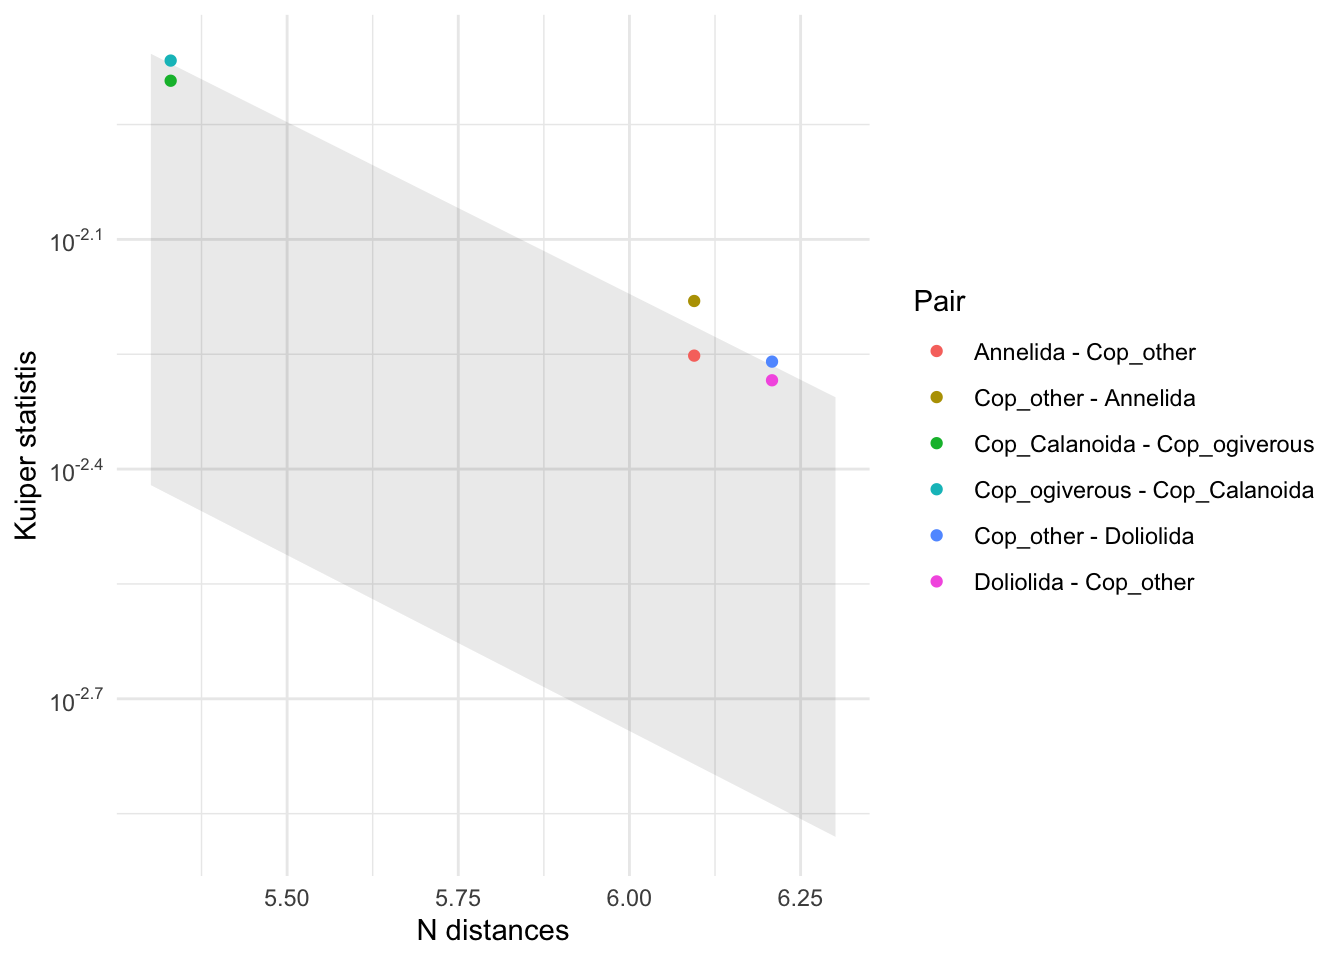 10^-2.1
10^-2.4
10^-2.7
Kuiper statistis
5.50 5.75 6.00 6.25
N distances
Pair
Annelida - Cop_other
Cop_other - Annelida
Cop_Calanoida - Cop_ogiverous
Cop_ogiverous - Cop_Calanoida
Cop_other - Doliolida
Doliolida - Cop_other